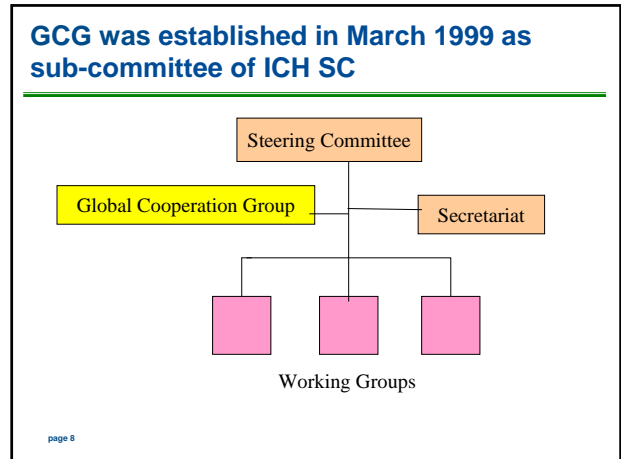 GCG was established in March 1999 as
sub-committee of ICH SC
Steering Committee
Global Cooperation Group
Secretariat
Working Groups
page 8